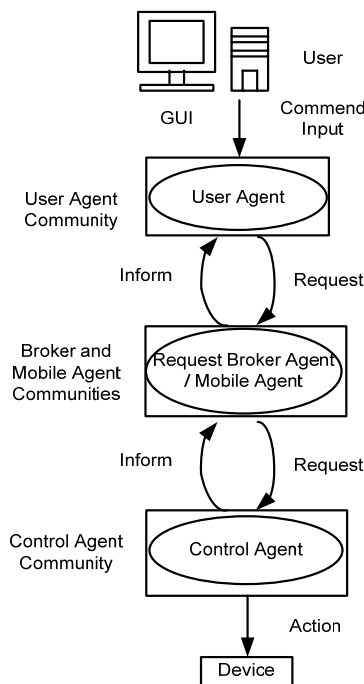 User
GUI
Commend
Input
User Agent
Community
User Agent
Inform
Request
Broker and
Mobile Agent
Communities
Request Broker Agent
/ Mobile Agent
Inform
Request
Control Agent
Community
Control Agent
Action
Device